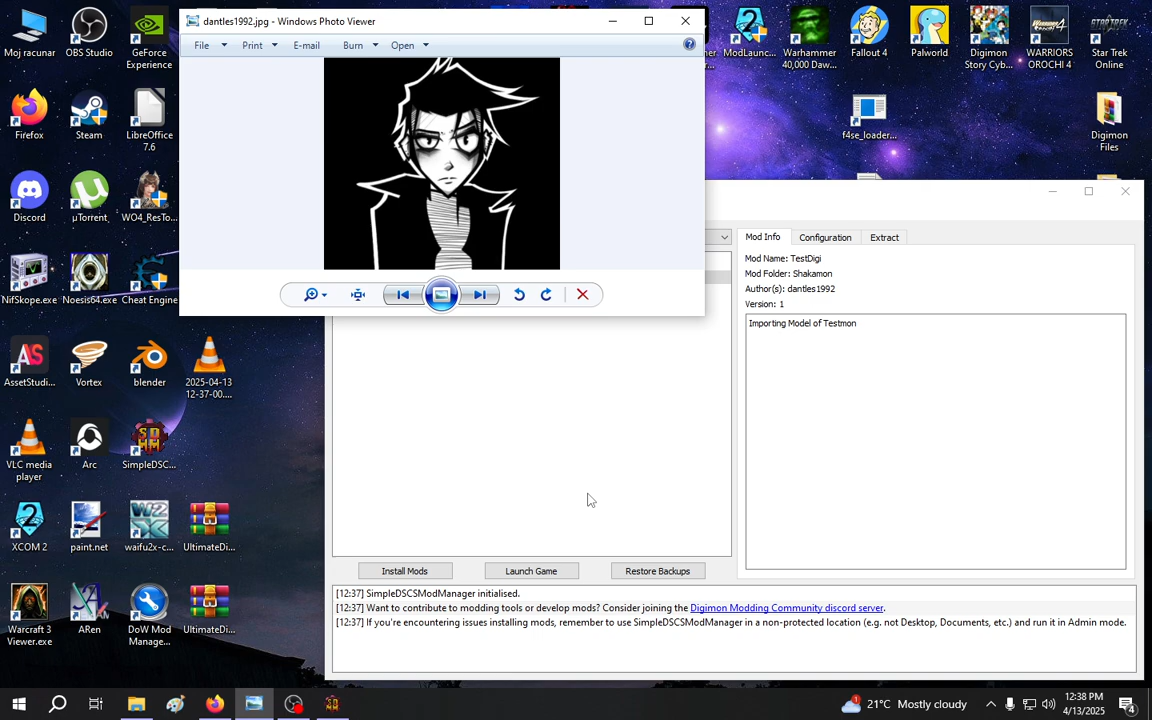 dantles1992.jpg - Windows Photo Viewer
File
Print
E-mail
Burn
Open
Moj racunar
OBS Studio
GeForce
Experience
ModLaunc...
Warhammer
40,000 Daw...
Fallout 4
Palworld
Digimon
Story Cyb...
WARRIORS
OROCHI 4
Star Trek
Online
Firefox
Steam
LibreOffice
7.6
f4se_loader...
Digimon
Files
Discord
µTorrent
WO4_ResTo...
NifSkope.exe
Noesis64.exe
Cheat Engine
Mod Info
Configuration
Extract
Mod Name: TestDigi
Mod Folder: Shakamon
Author(s): dantles1992
Version: 1
Importing Model of Testmon
AssetStudi...
Vortex
blender
2025-04-13
12-37-00....
VLC media
player
Arc
SimpleDSC...
XCOM 2
paint.net
waifu2x-c...
UltimateDi...
Warcraft 3
Viewer.exe
ARen
DoW Mod
Manage...
UltimateDi...
Install Mods
Launch Game
Restore Backups
[12:37] SimpleDSCSModManager initialised.
[12:37] Want to contribute to modding tools or develop mods? Consider joining the Digimon Modding Community discord server.
[12:37] If you're encountering issues installing mods, remember to use SimpleDSCSModManager in a non-protected location (e.g. not Desktop, Documents, etc.) and run it in Admin mode.
21°C Mostly cloudy
12:38 PM
4/13/2025
4